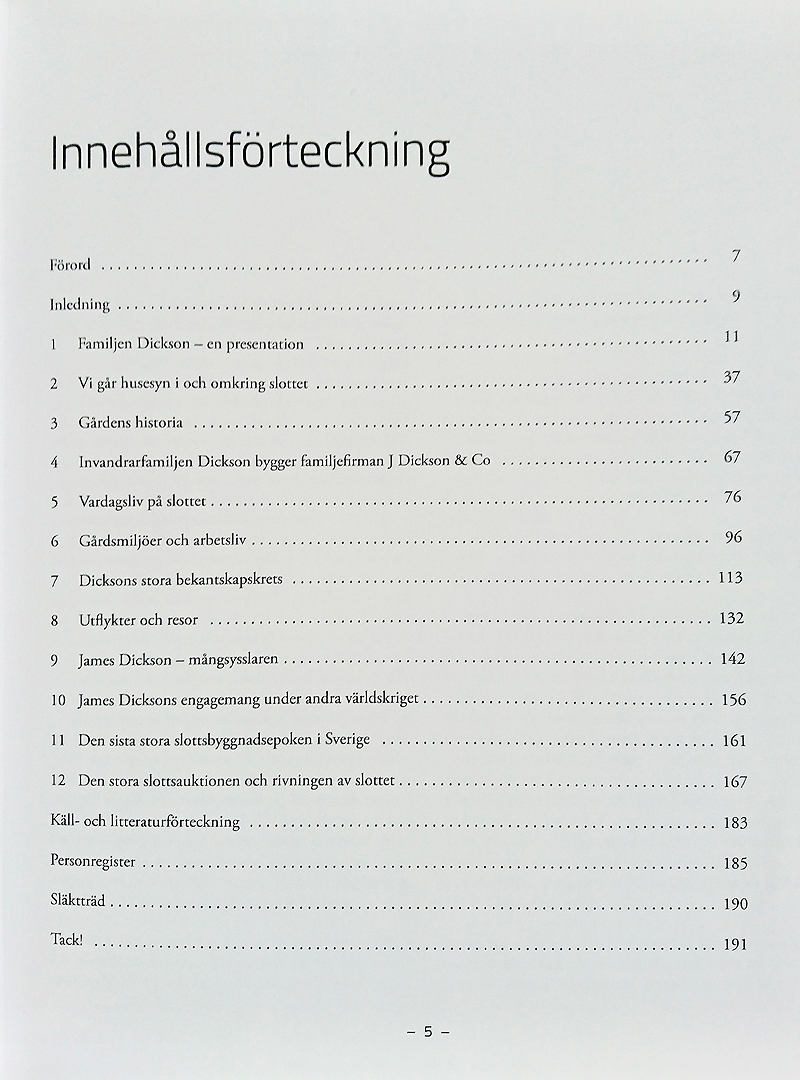 Innehållsförteckning
Förord 7
Inledning 9
1 Familjen Dickson – en presentation 11
2 Vi går husesyn i och omkring slottet 37
3 Gårdens historia 57
4 Invandrarfamiljen Dickson bygger familjefirman J Dickson & Co 67
5 Vardagsliv på slottet 76
6 Gårdsmiljöer och arbetsliv 96
7 Dicksons stora bekantskapskrets 113
8 Utflykter och resor 132
9 James Dickson – mångsysslaren 142
10 James Dicksons engagemang under andra världskriget 156
11 Den sista stora slottsbyggnadsepoken i Sverige 161
12 Den stora slottsauktionen och rivningen av slottet 167
Käll- och litteraturförteckning 183
Personregister 185
Släktträd 190
Tack! 191
– 5 –